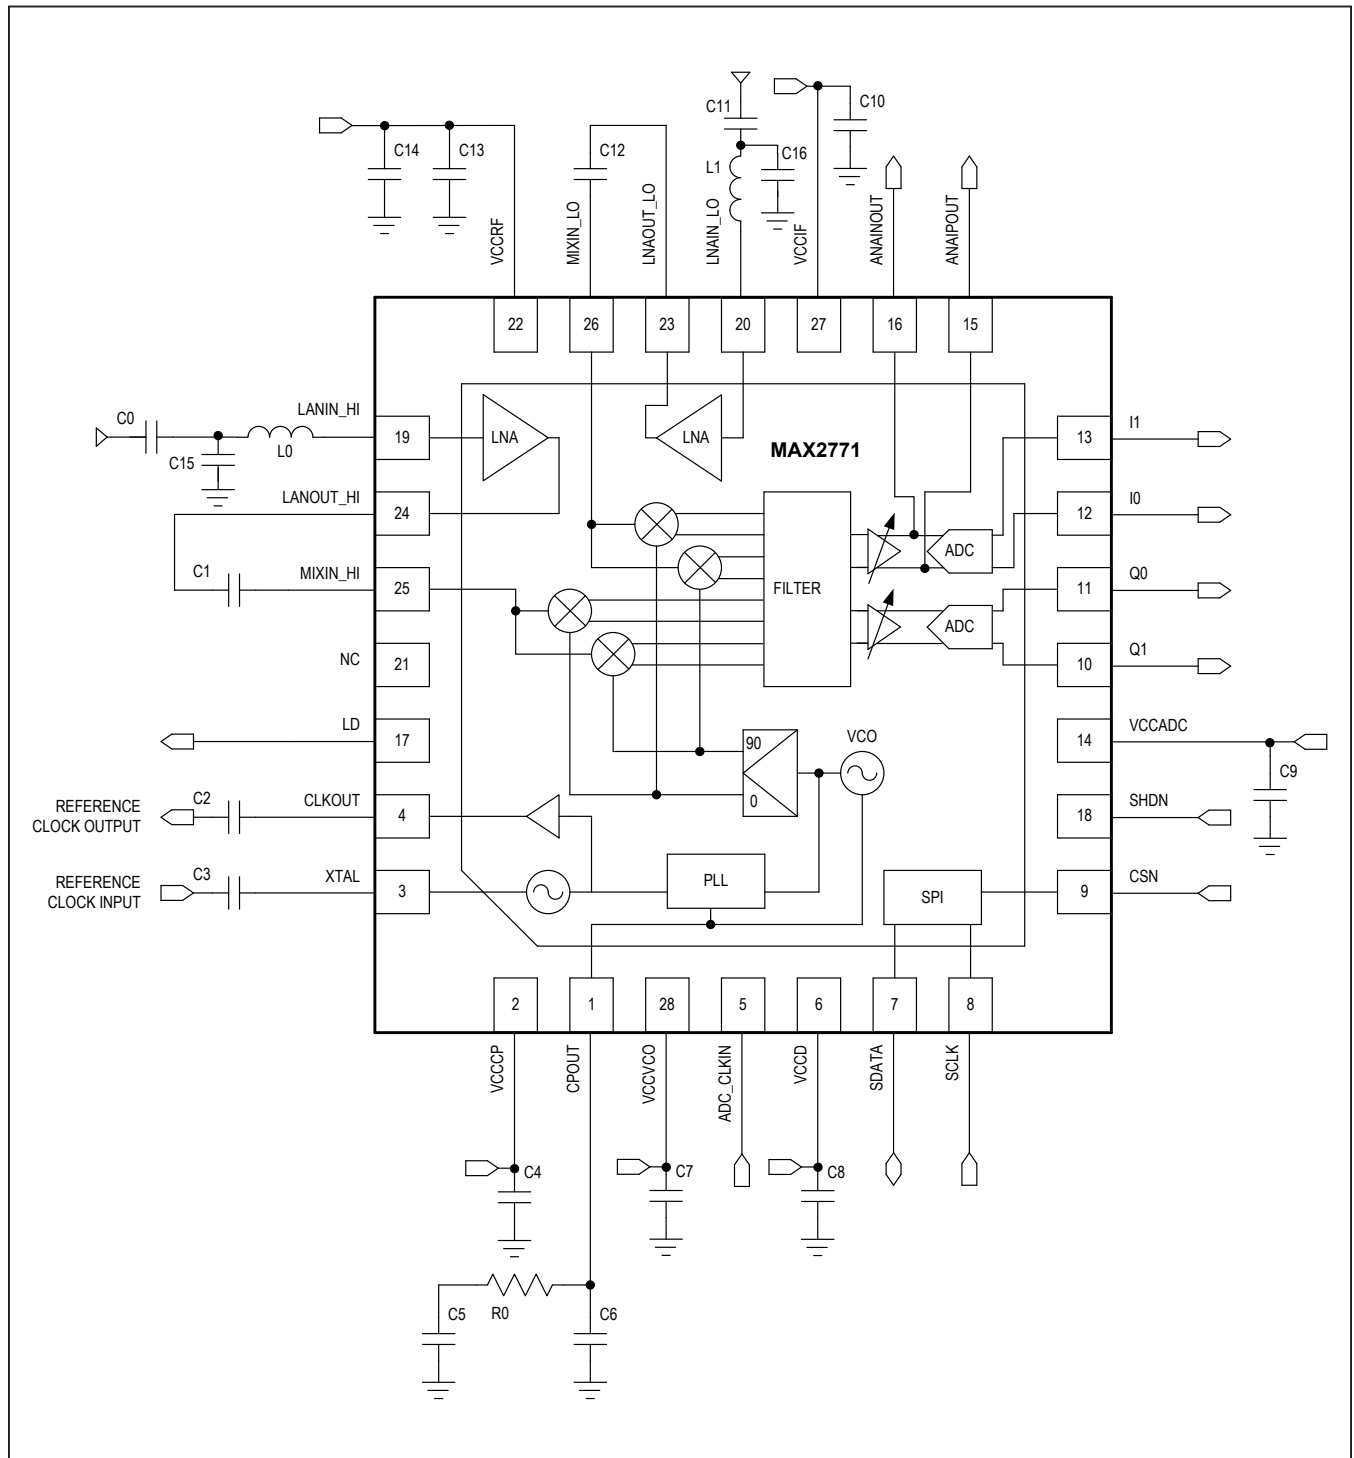 C11
C10
C14
C13
C12
L1
C16
VCCRF
MIXIN_LO
LNAOUT_LO
LNAIN_LO
VCCIF
ANAINOUT
ANAIPOUT
22
26
23
20
27
16
15
C0
LANIN_HI
19
LNA
LNA
MAX2771
13
I1
C15
L0
LANOUT_HI
24
12
I0
ADC
C1
MIXIN_HI
25
FILTER
11
Q0
ADC
NC
21
10
Q1
LD
17
90
VCO
14
VCCADC
C9
REFERENCE
CLOCK OUTPUT
C2
CLKOUT
4
0
18
SHDN
REFERENCE
CLOCK INPUT
C3
XTAL
3
PLL
SPI
9
CSN
2
1
28
5
6
7
8
VCCCP
CPOUT
VCCVCO
ADC_CLKIN
VCCD
SDATA
SCLK
C4
C7
C8
C5
R0
C6